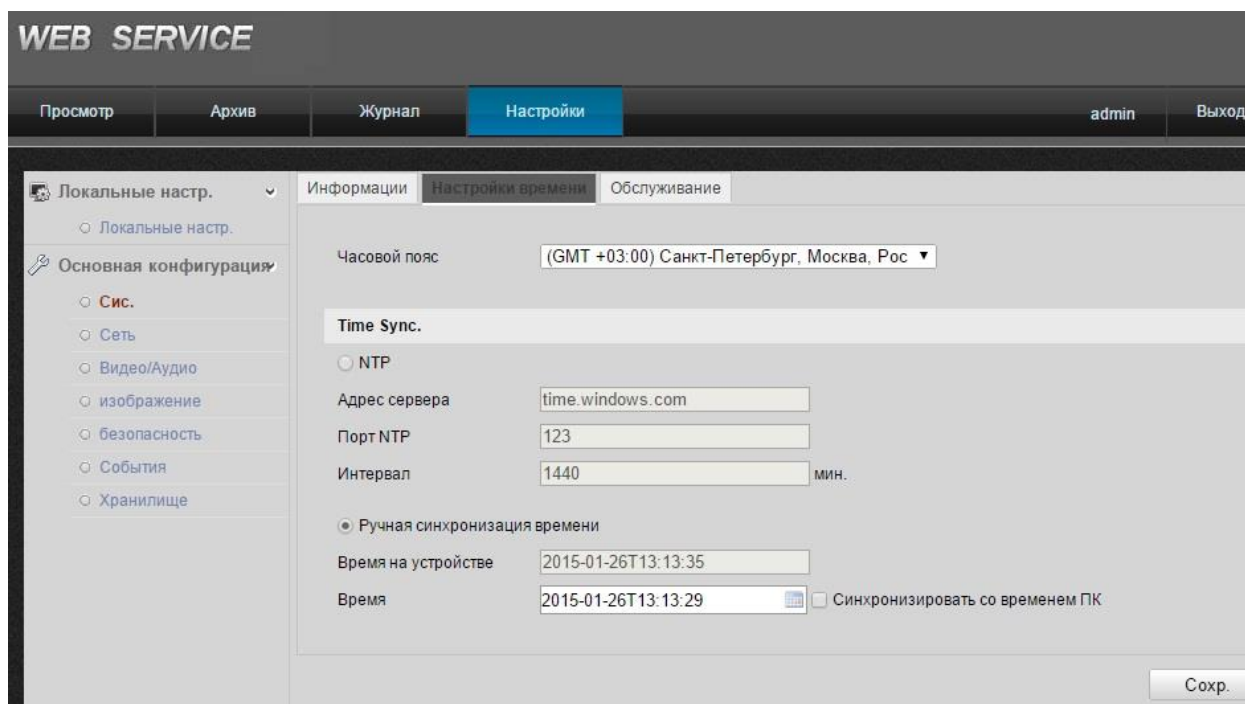 WEB SERVICE
Просмотр Архив Журнал Настройки admin Выход
Локальные настр.
Локальные настр.
Основная конфигурация
Сис.
Сеть
Видео/Аудио
изображение
безопасность
События
Хранилище
Информации Настройки времени Обслуживание
Часовой пояс (GMT +03:00) Санкт-Петербург, Москва, Рос
Time Sync.
NTP
Адрес сервера time.windows.com
Порт NTP 123
Интервал 1440 мин.
Ручная синхронизация времени
Время на устройстве 2015-01-26T13:13:35
Время 2015-01-26T13:13:29 Синхронизировать со временем ПК
Сохр.